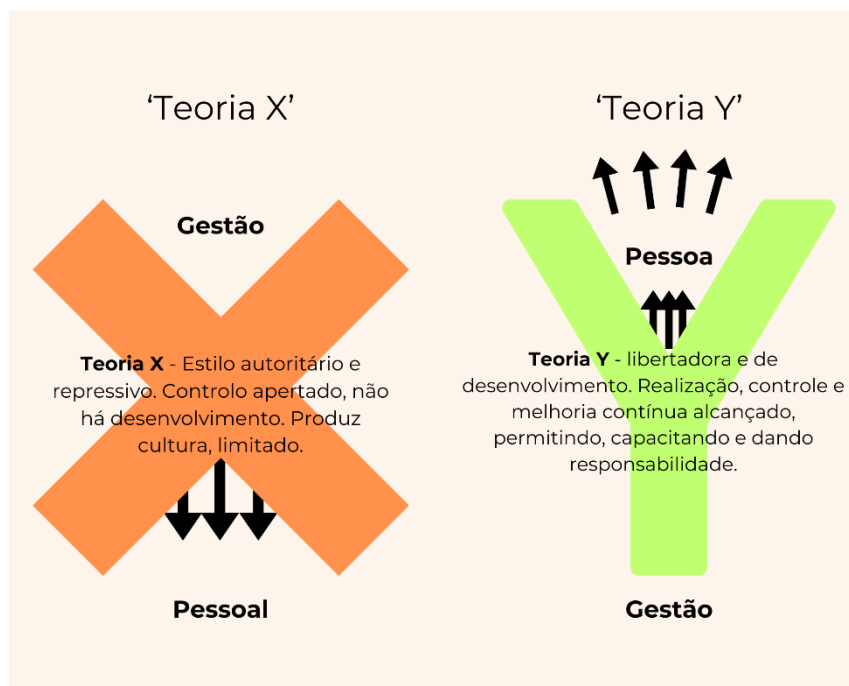 ‘Teoria X’
Gestão
Teoria X - Estilo autoritário e
repressivo. Controlo apertado, não
há desenvolvimento. Produz
cultura, limitado.
Pessoal
‘Teoria Y’
Pessoa
Teoria Y - libertadora e de
desenvolvimento. Realização, controle e
melhoria contínua alcançado,
permitindo, capacitando e dando
responsabilidade.
Gestão